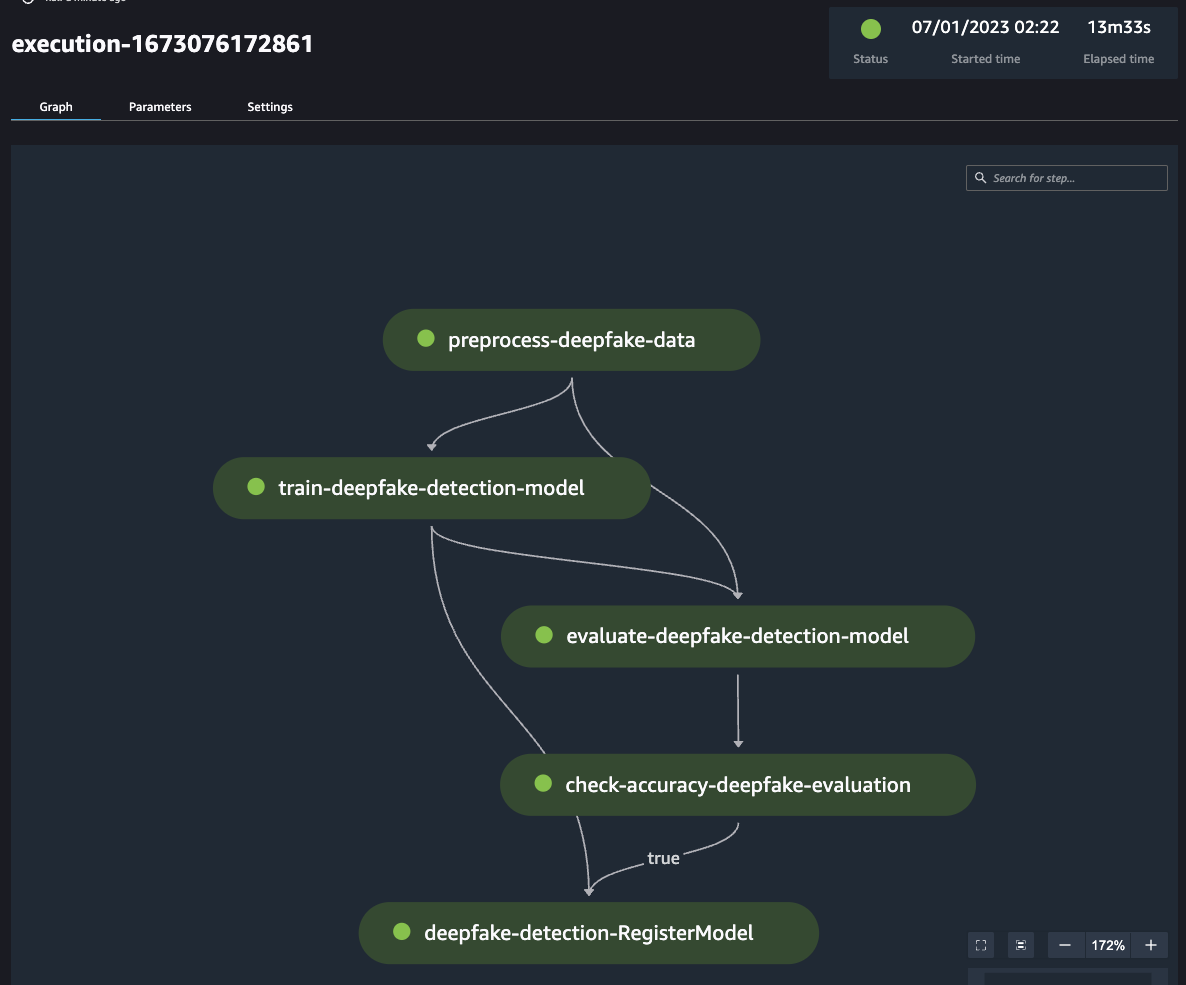 execution-1673076172861
07/01/2023 02:22
13m33s
Status
Started time
Elapsed time
Graph
Parameters
Settings
Search for step...
preprocess-deepfake-data
train-deepfake-detection-model
evaluate-deepfake-detection-model
check-accuracy-deepfake-evaluation
true
deepfake-detection-RegisterModel
172%